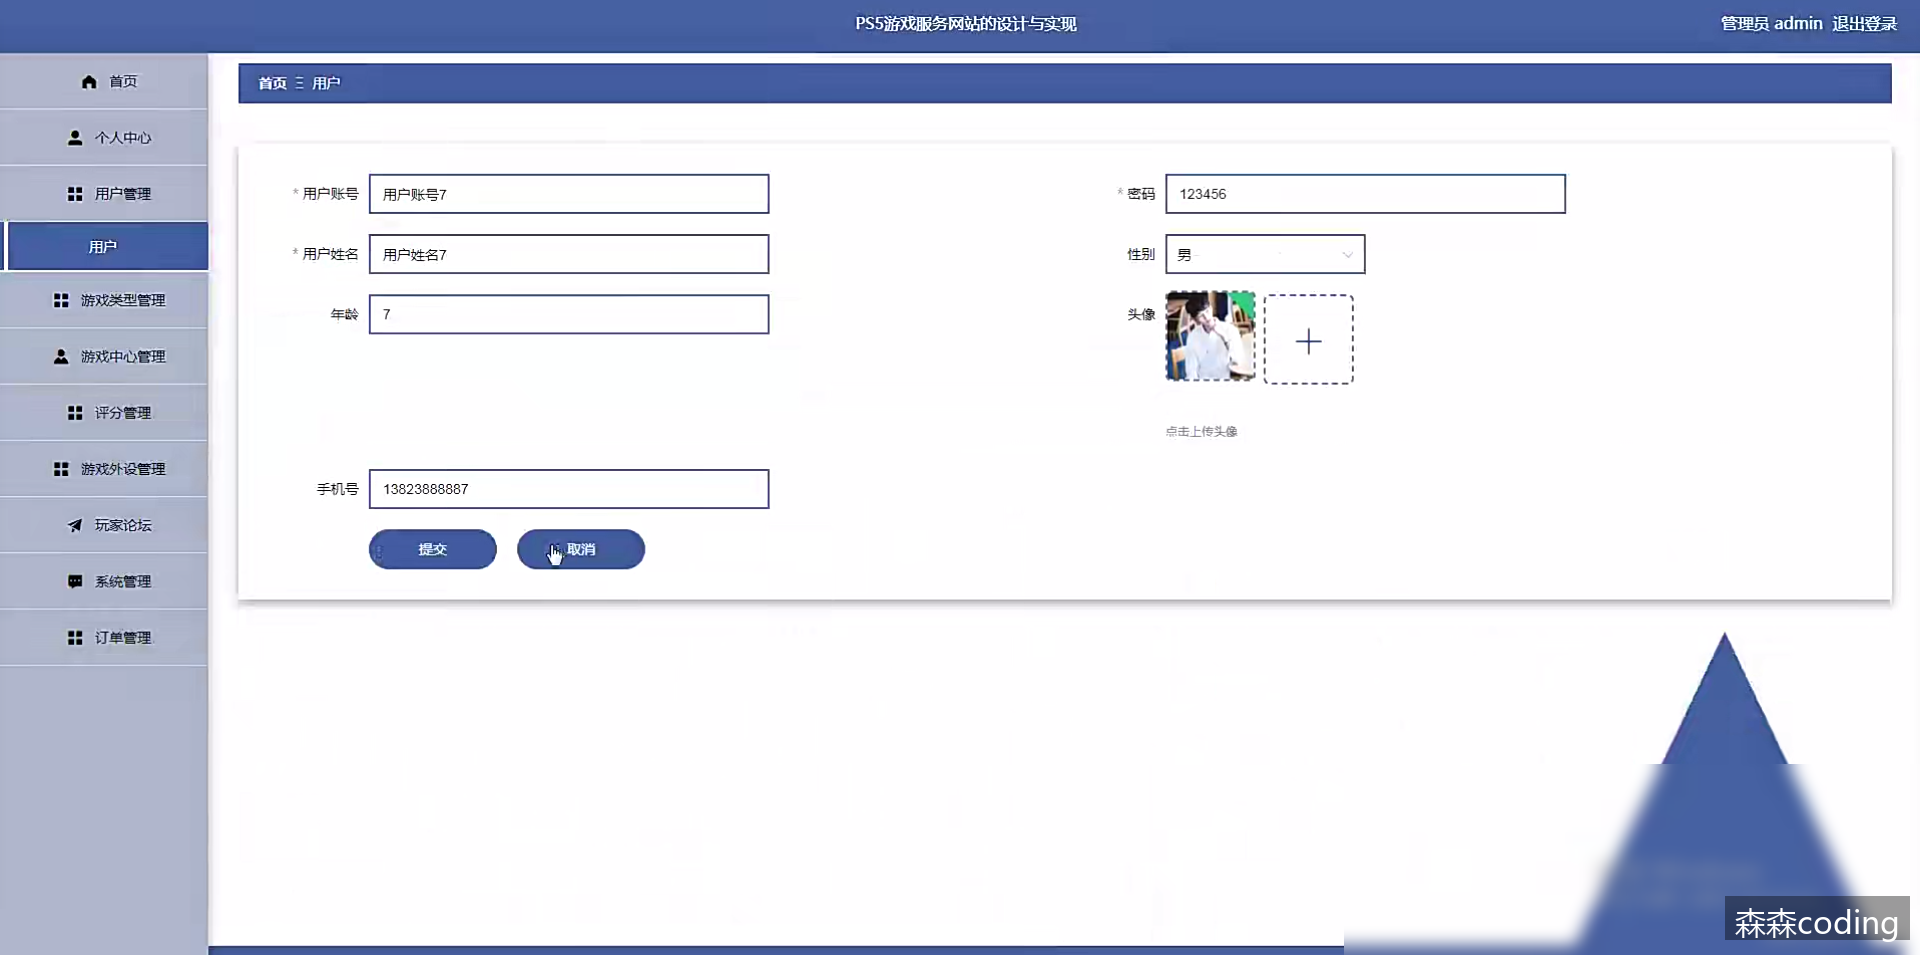 PS5游戏服务网站的设计与实现
管理员 admin 退出登录
首页
个人中心
用户管理
用户
游戏类型管理
游戏中心管理
评分管理
游戏外设管理
玩家论坛
系统管理
订单管理
首页 Ξ 用户
* 用户账号 用户账号7
* 密码 123456
* 用户姓名 用户姓名7
性别 男
年龄 7
头像
点击上传头像
手机号 13823888887
提交 取消
森森coding